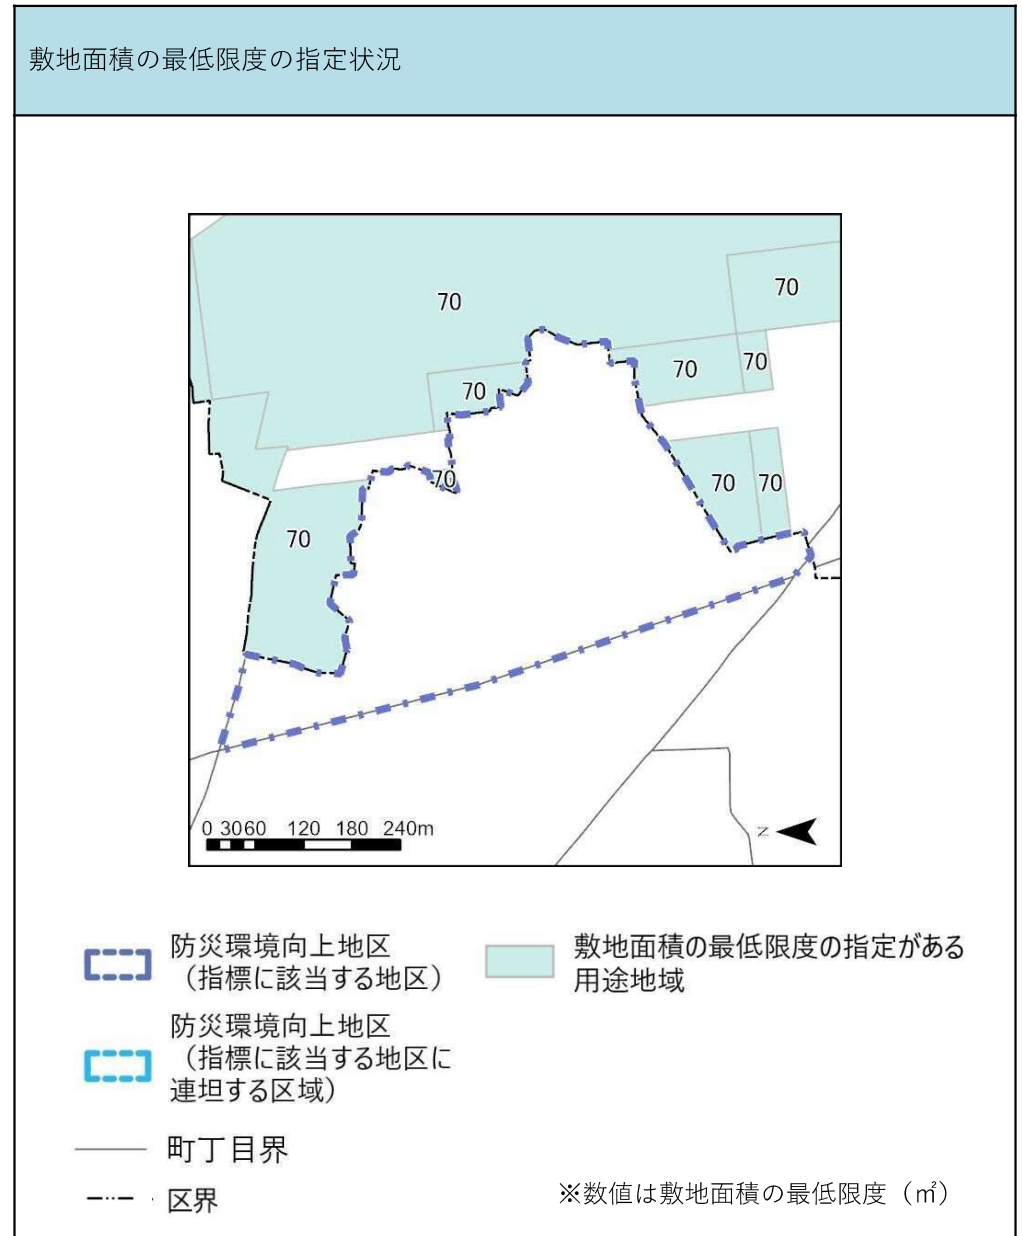 敷地面積の最低限度の指定状況
70
70
70
70
70
70
70
70
70
0 30 60 120 180 240m
N
防災環境向上地区
（指標に該当する地区）
敷地面積の最低限度の指定がある
用途地域
防災環境向上地区
（指標に該当する地区に
連坦する区域）
町丁目界
区界
※数値は敷地面積の最低限度（㎡）